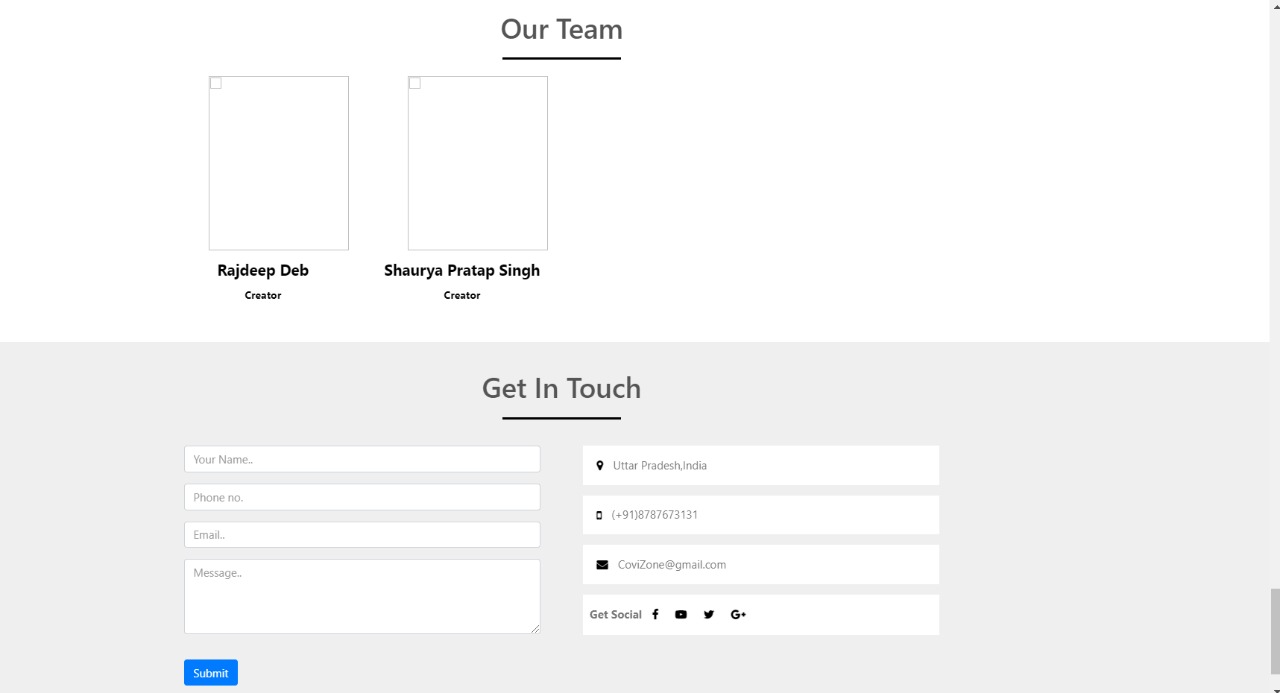 Our Team
Rajdeep Deb
Creator
Shaurya Pratap Singh
Creator
Get In Touch
Your Name..
Phone no.
Email..
Message..
Submit
Uttar Pradesh,India
(+91)8787673131
CoviZone@gmail.com
Get Social